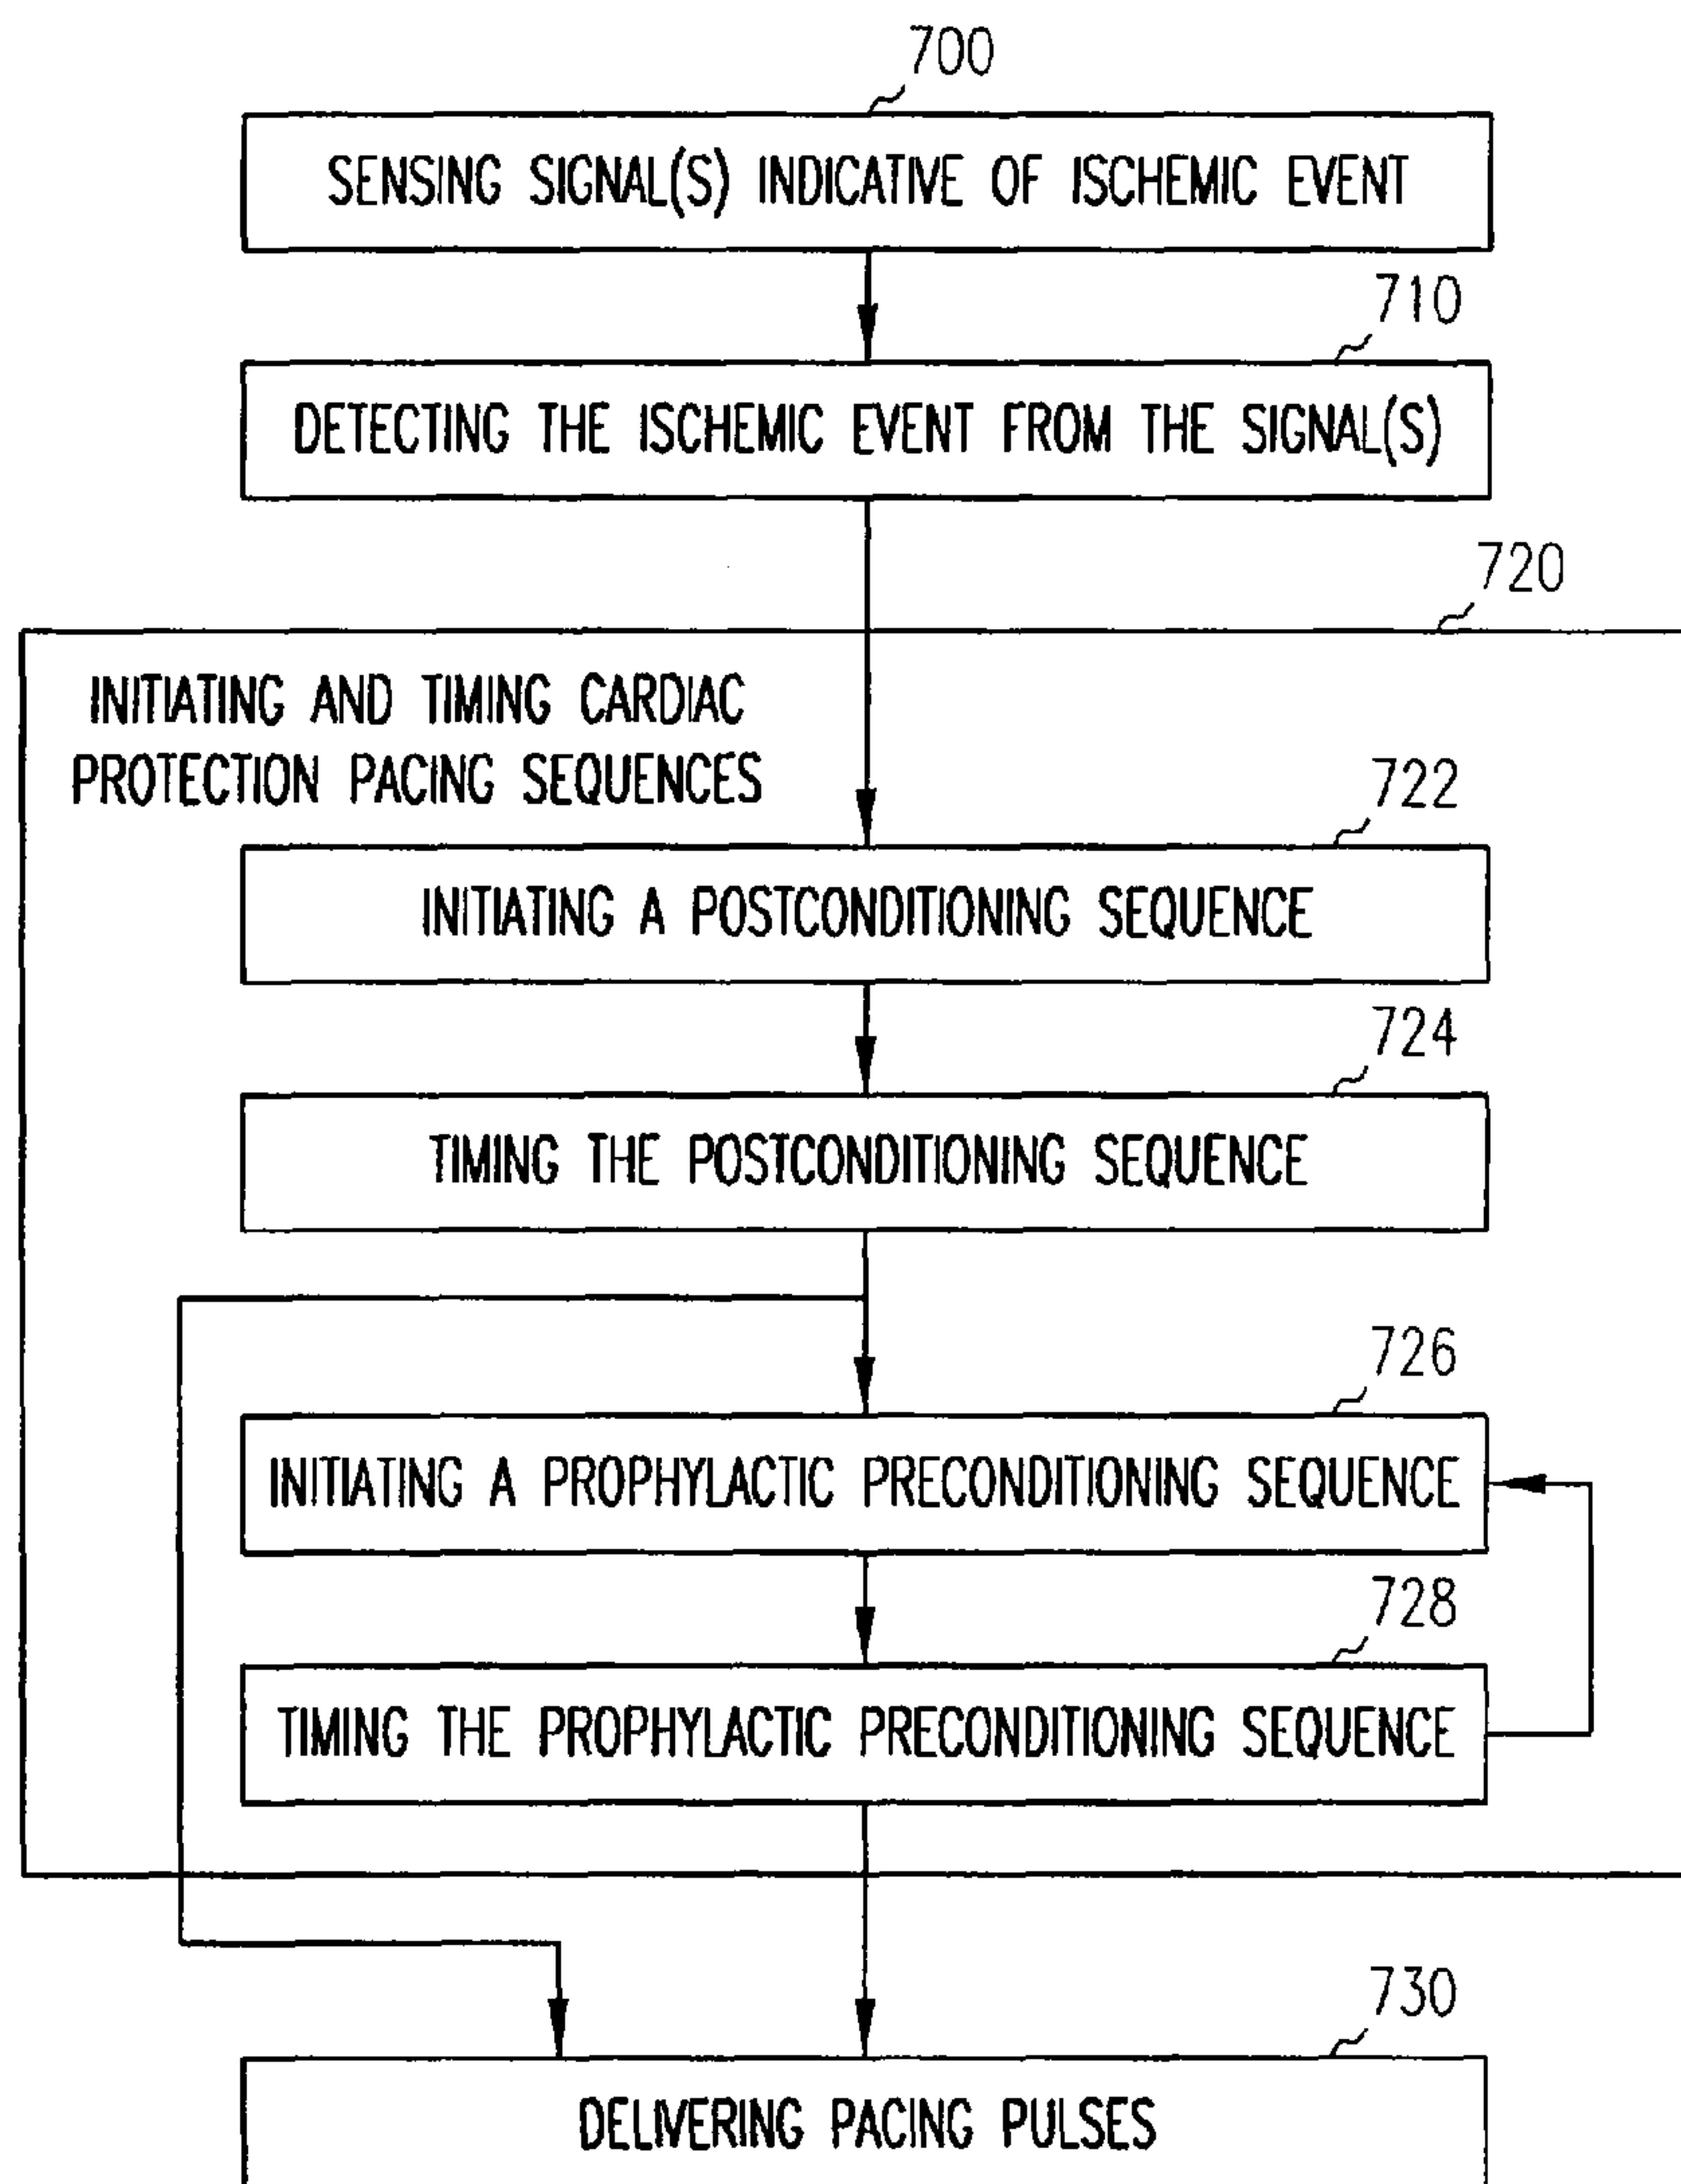 700
SENSING SIGNAL(S) INDICATIVE OF ISCHEMIC EVENT
710
DETECTING THE ISCHEMIC EVENT FROM THE SIGNAL(S)
720
INITIATING AND TIMING CARDIAC
PROTECTION PACING SEQUENCES
722
INITIATING A POSTCONDITIONING SEQUENCE
724
TIMING THE POSTCONDITIONING SEQUENCE
726
INITIATING A PROPHYLACTIC PRECONDITIONING SEQUENCE
728
TIMING THE PROPHYLACTIC PRECONDITIONING SEQUENCE
730
DELIVERING PACING PULSES